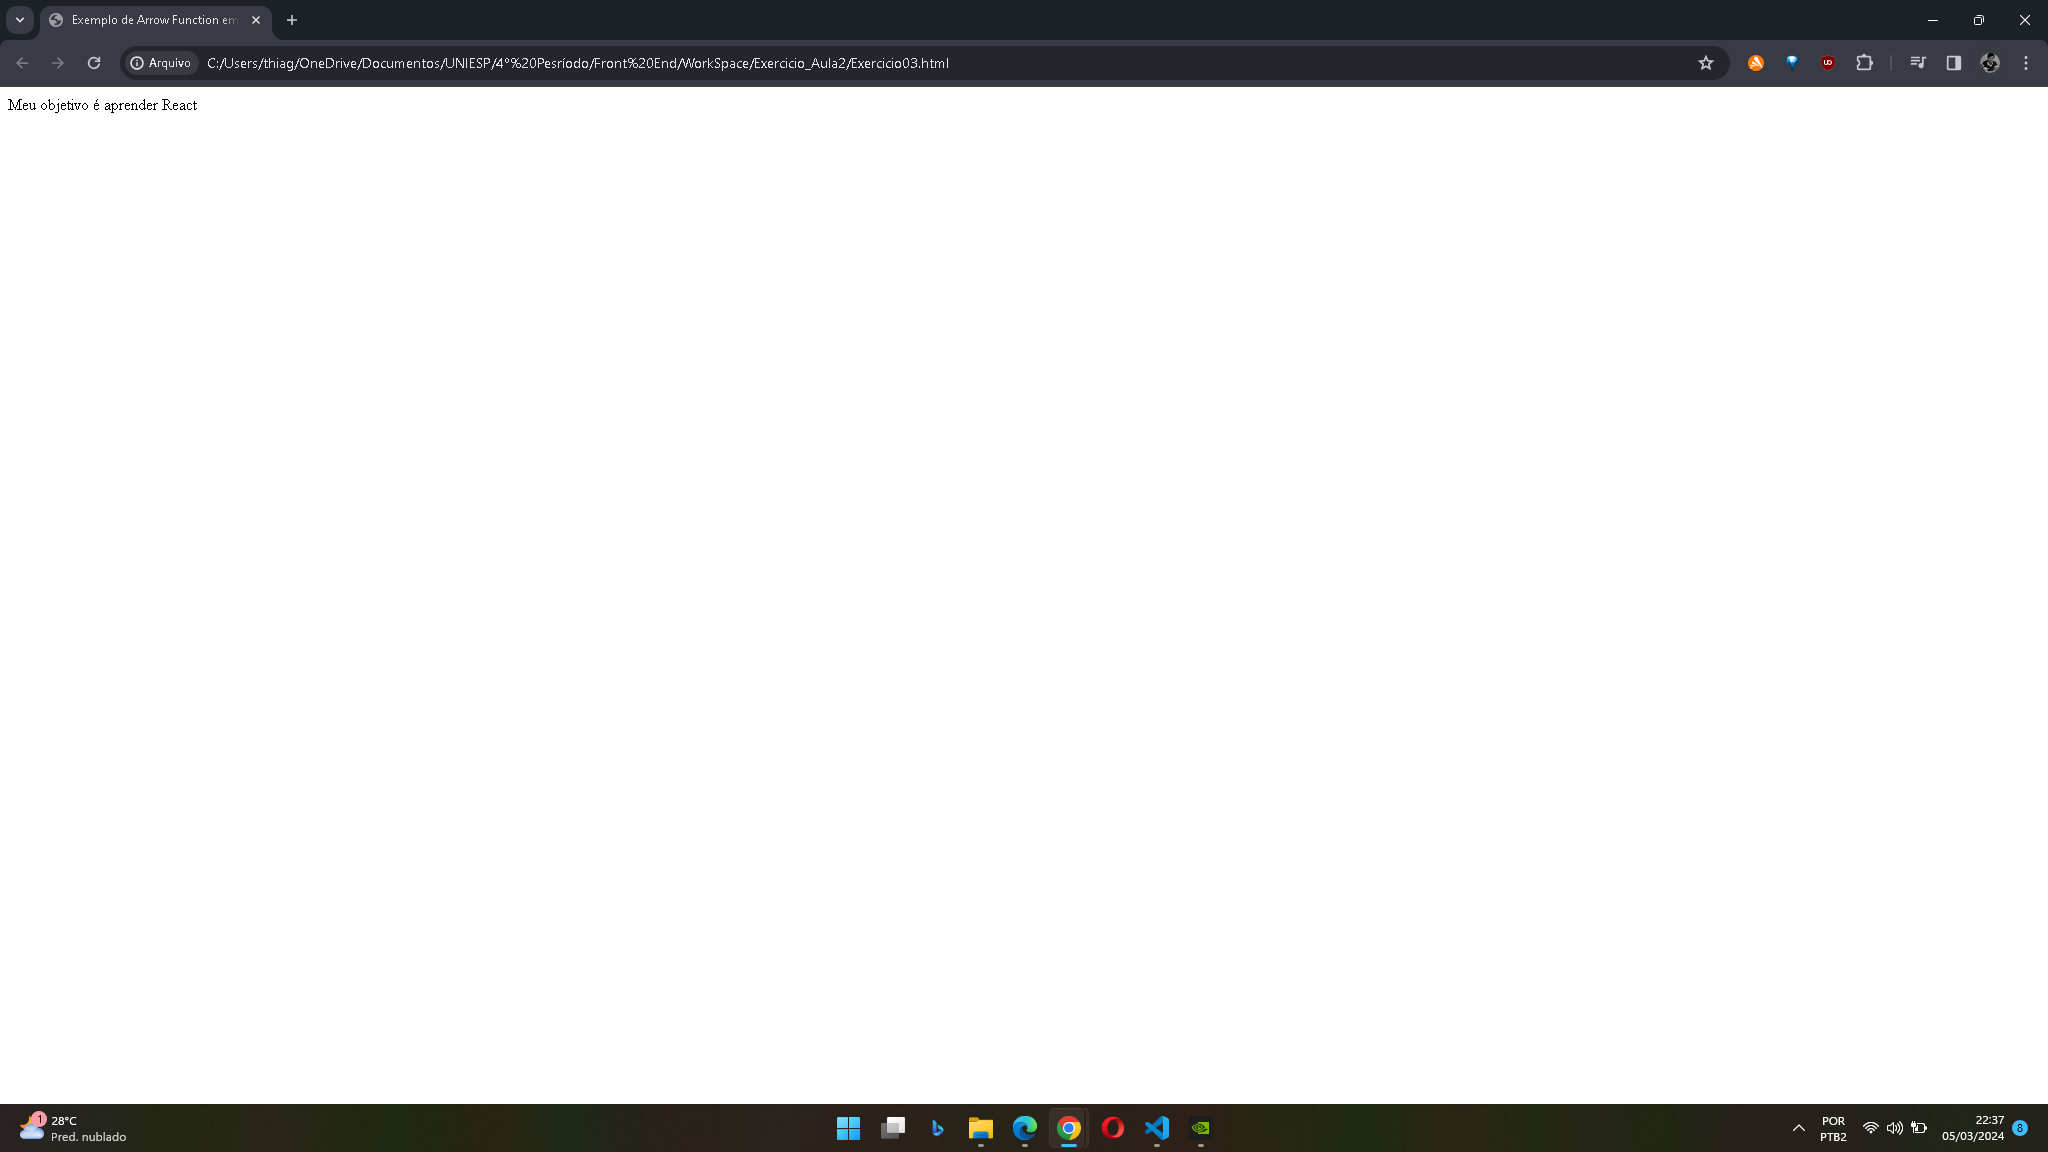 Exemplo de Arrow Function em
Arquivo
C:/Users/thiag/OneDrive/Documentos/UNIESP/4°%20Pesríodo/Front%20End/WorkSpace/Exercicio_Aula2/Exercicio03.html
Meu objetivo é aprender React
1
28°C
Pred. nublado
POR
PTB2
22:37
05/03/2024
8